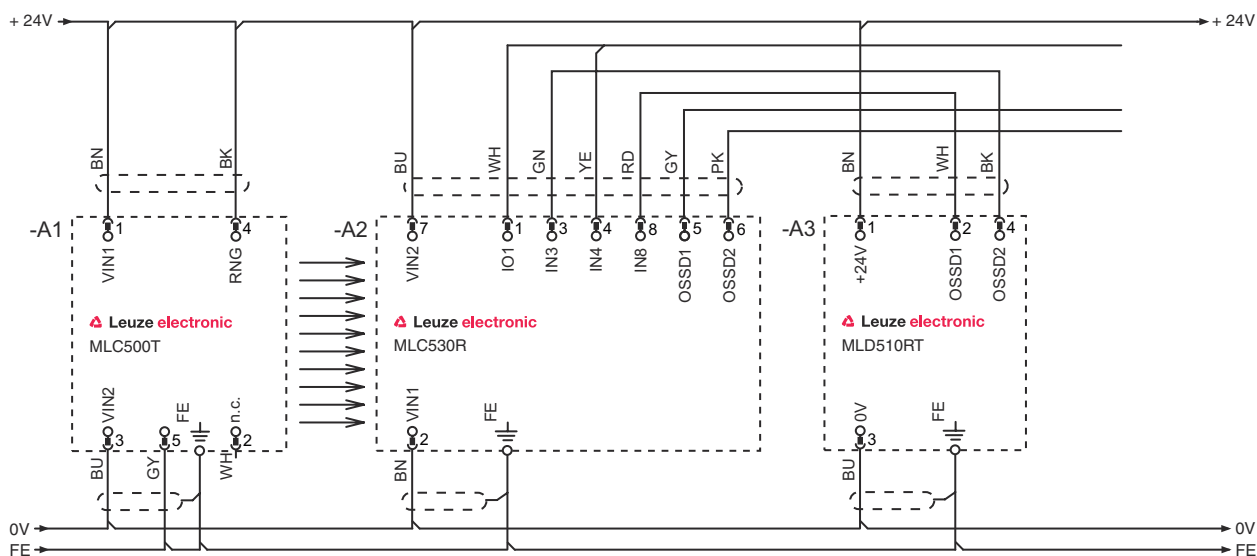 + 24V
+ 24V
BN
BK
BU
WH
GN
YE
RD
GY
PK
BN
WH
BK
-A1
1
4
-A2
7
1
3
4
8
5
6
-A3
1
2
4
VIN1
RNG
VIN2
IO1
IN3
IN4
IN8
OSSD1
OSSD2
+24V
OSSD1
OSSD2
Leuze electronic
MLC500T
Leuze electronic
MLC530R
Leuze electronic
MLD510RT
VIN2
FE
n.c.
VIN1
FE
0V
FE
3
5
2
2
3
BU
GY
WH
BN
BU
0V
0V
FE
FE